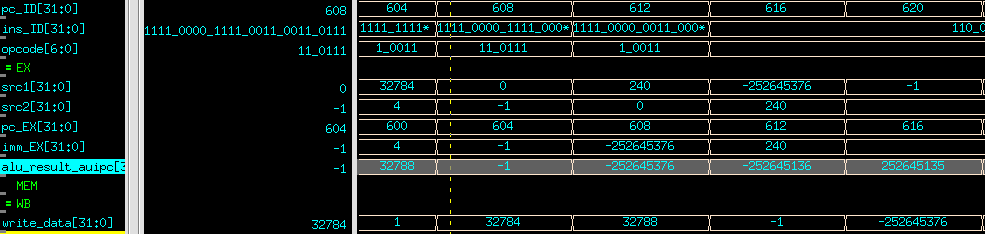 pc_ID[31:0] 608 604 608 612 616 620
ins_ID[31:0] 1111_0000_1111_0011_0011_0111 1111_1111* 1111_0000_1111_000* 1111_0000_0011_000* 110_0
opcode[6:0] 11_0111 1_0011 11_0111 1_0011
= EX
src1[31:0] 0 32784 0 240 -252645376 -1
src2[31:0] -1 4 -1 0 240
pc_EX[31:0] 604 600 604 608 612 616
imm_EX[31:0] -1 4 -1 -252645376 240
alu_result_auipc[3 -1 32788 -1 -252645376 -252645136 252645135
MEM
= WB
write_data[31:0] 32784 1 32784 32788 -1 -252645376